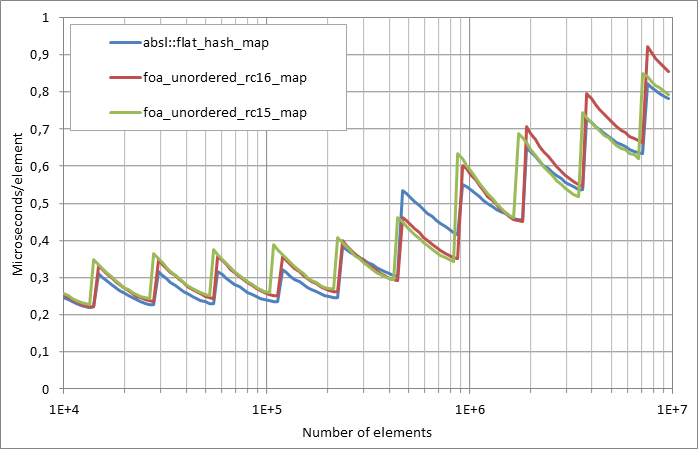 1
0,9
0,8
0,7
0,6
0,5
0,4
0,3
0,2
0,1
0
Microseconds/element
absl::flat_hash_map
foa_unordered_rc16_map
foa_unordered_rc15_map
1E+4 1E+5 1E+6 1E+7
Number of elements